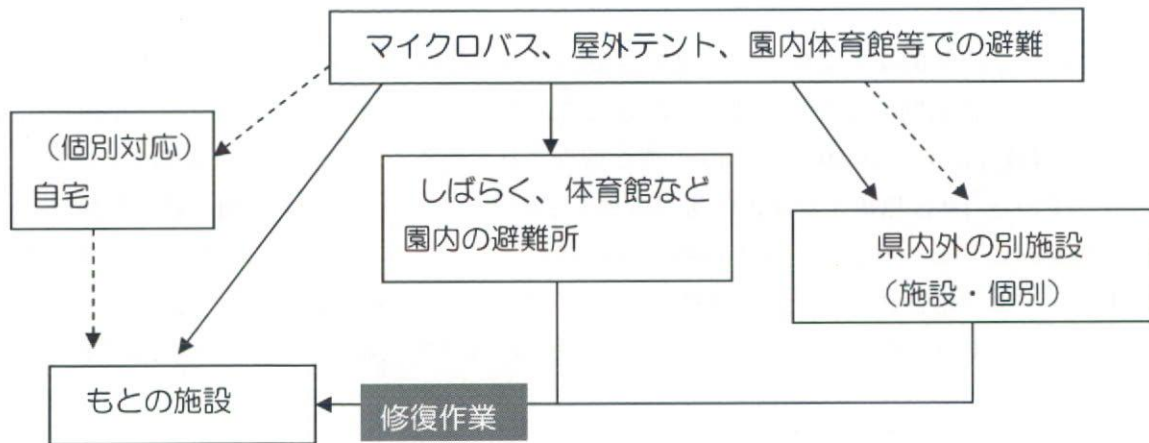 マイクロバス、屋外テント、園内体育館等での避難
（個別対応）
自宅
しばらく、体育館など
園内の避難所
県内外の別施設
（施設・個別）
もとの施設
修復作業